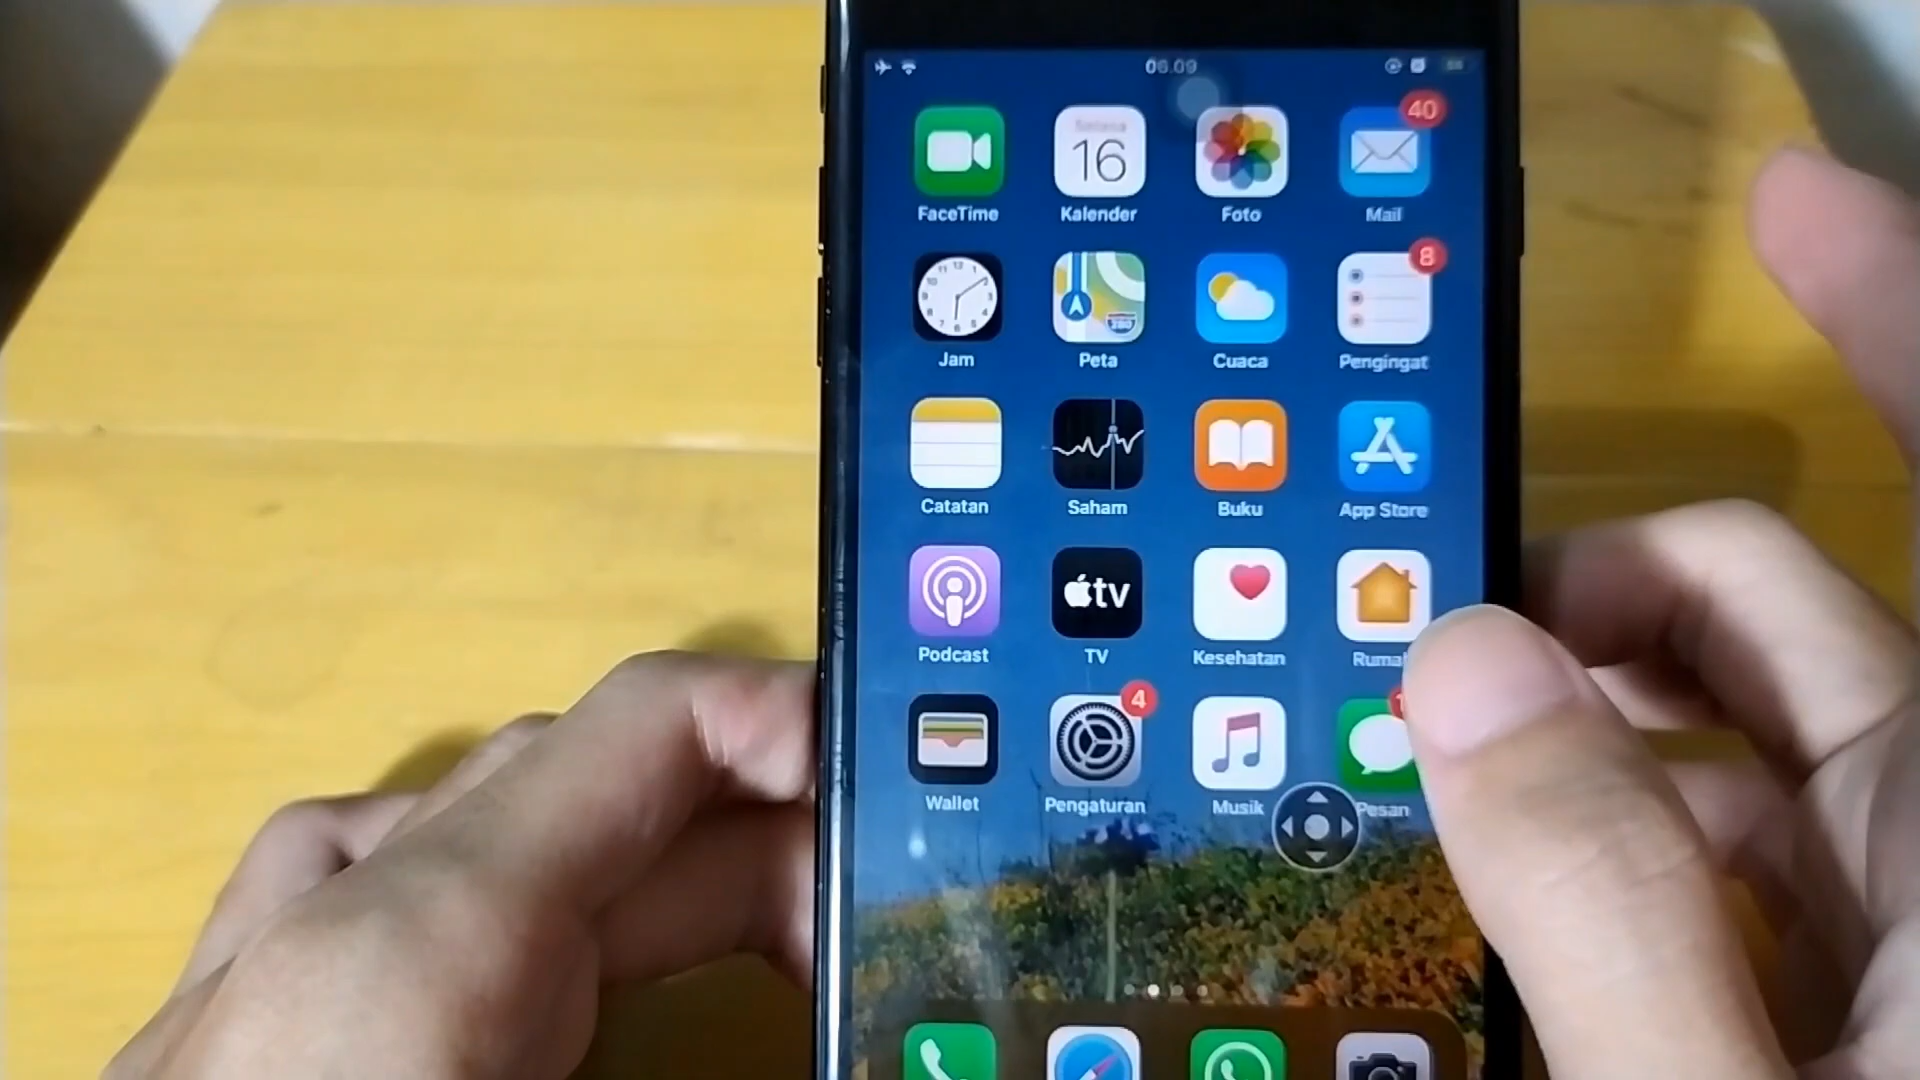 06.09
40
Selasa
16
FaceTime Kalender Foto Mail
8
Jam Peta Cuaca Pengingat
Catatan Saham Buku App Store
tv
Podcast TV Kesehatan
4
Wallet Pengaturan Musik Pesan